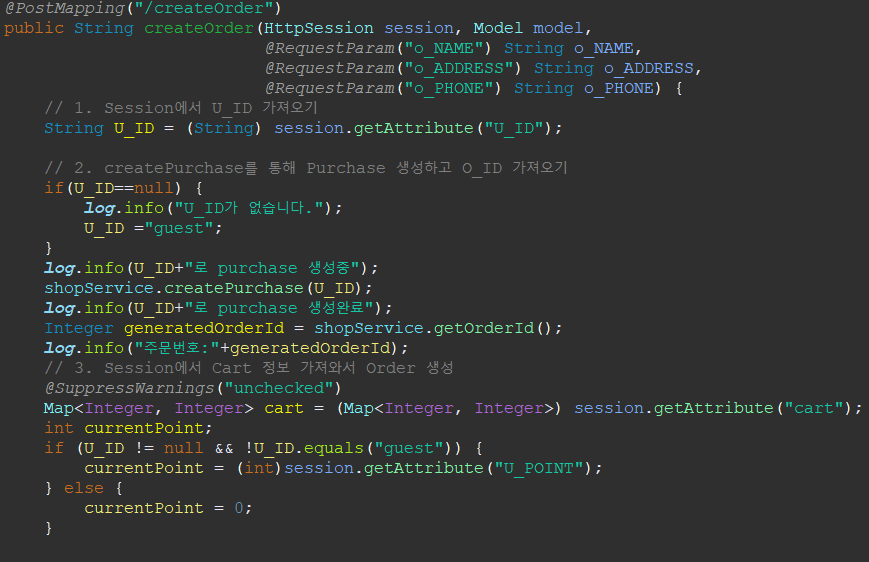 @PostMapping("/createOrder")
public String createOrder(HttpSession session, Model model,
                          @RequestParam("o_NAME") String o_NAME,
                          @RequestParam("o_ADDRESS") String o_ADDRESS,
                          @RequestParam("o_PHONE") String o_PHONE) {
    // 1. Session에서 U_ID 가져오기
    String U_ID = (String) session.getAttribute("U_ID");

    // 2. createPurchase를 통해 Purchase 생성하고 O_ID 가져오기
    if(U_ID==null) {
        log.info("U_ID가 없습니다.");
        U_ID ="guest";
    }
    log.info(U_ID+"로 purchase 생성중");
    shopService.createPurchase(U_ID);
    log.info(U_ID+"로 purchase 생성완료");
    Integer generatedOrderId = shopService.getOrderId();
    log.info("주문번호:"+generatedOrderId);
    // 3. Session에서 Cart 정보 가져와서 Order 생성
    @SuppressWarnings("unchecked")
    Map<Integer, Integer> cart = (Map<Integer, Integer>) session.getAttribute("cart");
    int currentPoint;
    if (U_ID != null && !U_ID.equals("guest")) {
        currentPoint = (int)session.getAttribute("U_POINT");
    } else {
        currentPoint = 0;
    }